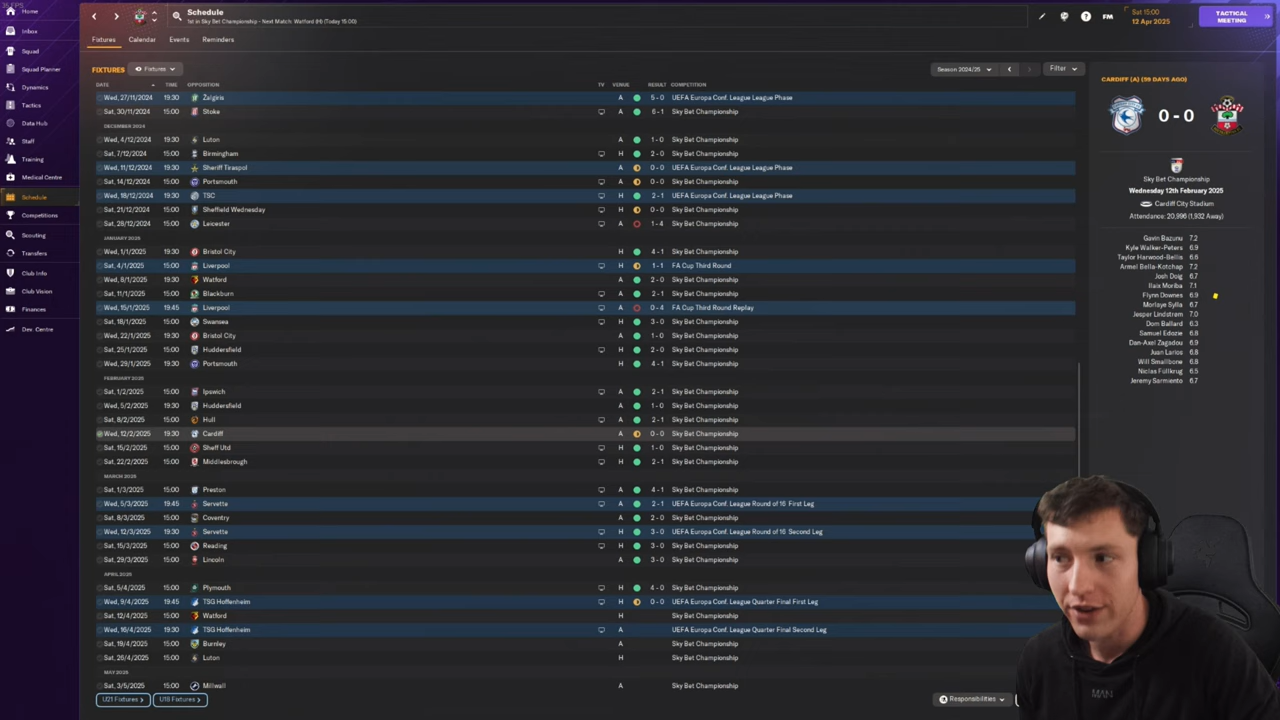 Home
Schedule
1st in Sky Bet Championship - Next Match: Watford (H) (Today 15:00)
FM
Sat 15:00
12 Apr 2025
TACTICAL MEETING
Inbox
Squad
Squad Planner
Dynamics
Tactics
Data Hub
Staff
Training
Medical Centre
Schedule
Competitions
Scouting
Transfers
Club Info
Club Vision
Finances
Dev. Centre
Fixtures Calendar Events Reminders
FIXTURES Fixtures
Season 2024/25
Filter
DATE TIME OPPOSITION TV VENUE RESULT COMPETITION
Wed, 27/11/2024 19:30 Zalgiris A 5 - 0 UEFA Europa Conf. League League Phase
Sat, 30/11/2024 15:00 Stoke A 6 - 1 Sky Bet Championship
DECEMBER 2024
Wed, 4/12/2024 19:30 Luton A 1 - 0 Sky Bet Championship
Sat, 7/12/2024 15:00 Birmingham H 2 - 0 Sky Bet Championship
Wed, 11/12/2024 19:30 Sheriff Tiraspol A 0 - 0 UEFA Europa Conf. League League Phase
Sat, 14/12/2024 15:00 Portsmouth A 0 - 0 Sky Bet Championship
Wed, 18/12/2024 19:30 TSC H 2 - 1 UEFA Europa Conf. League League Phase
Sat, 21/12/2024 15:00 Sheffield Wednesday H 0 - 0 Sky Bet Championship
Sat, 28/12/2024 15:00 Leicester A 1 - 4 Sky Bet Championship
JANUARY 2025
Wed, 1/1/2025 19:30 Bristol City H 4 - 1 Sky Bet Championship
Sat, 4/1/2025 15:00 Liverpool H 1 - 1 FA Cup Third Round
Wed, 8/1/2025 19:30 Watford A 2 - 0 Sky Bet Championship
Sat, 11/1/2025 15:00 Blackburn A 2 - 1 Sky Bet Championship
Wed, 15/1/2025 19:45 Liverpool A 0 - 4 FA Cup Third Round Replay
Sat, 18/1/2025 15:00 Swansea H 3 - 0 Sky Bet Championship
Wed, 22/1/2025 19:30 Bristol City A 1 - 0 Sky Bet Championship
Sat, 25/1/2025 15:00 Huddersfield H 2 - 0 Sky Bet Championship
Wed, 29/1/2025 19:30 Portsmouth H 4 - 1 Sky Bet Championship
FEBRUARY 2025
Sat, 1/2/2025 15:00 Ipswich A 2 - 1 Sky Bet Championship
Wed, 5/2/2025 19:30 Huddersfield A 1 - 0 Sky Bet Championship
Sat, 8/2/2025 15:00 Hull A 2 - 1 Sky Bet Championship
Wed, 12/2/2025 19:30 Cardiff A 0 - 0 Sky Bet Championship
Sat, 15/2/2025 15:00 Sheff Utd H 1 - 0 Sky Bet Championship
Sat, 22/2/2025 15:00 Middlesbrough H 2 - 1 Sky Bet Championship
MARCH 2025
Sat, 1/3/2025 15:00 Preston A 4 - 1 Sky Bet Championship
Wed, 5/3/2025 19:45 Servette A 2 - 1 UEFA Europa Conf. League Round of 16 First Leg
Sat, 8/3/2025 15:00 Coventry A 2 - 0 Sky Bet Championship
Wed, 12/3/2025 19:30 Servette H 3 - 0 UEFA Europa Conf. League Round of 16 Second Leg
Sat, 15/3/2025 15:00 Reading H 3 - 0 Sky Bet Championship
Sat, 29/3/2025 15:00 Lincoln A 3 - 0 Sky Bet Championship
APRIL 2025
Sat, 5/4/2025 15:00 Plymouth H 4 - 0 Sky Bet Championship
Wed, 9/4/2025 19:45 TSG Hoffenheim H 0 - 0 UEFA Europa Conf. League Quarter Final First Leg
Sat, 12/4/2025 15:00 Watford H Sky Bet Championship
Wed, 16/4/2025 19:30 TSG Hoffenheim A UEFA Europa Conf. League Quarter Final Second Leg
Sat, 19/4/2025 15:00 Burnley A Sky Bet Championship
Sat, 26/4/2025 15:00 Luton H Sky Bet Championship
MAY 2025
Sat, 3/5/2025 15:00 Millwall A Sky Bet Championship
U21 Fixtures > U18 Fixtures >
Responsibilities
CARDIFF (A) (59 DAYS AGO)
0 - 0
Sky Bet Championship
Wednesday 12th February 2025
Cardiff City Stadium
Attendance: 20,996 (1,932 Away)
Gavin Bazunu 7.2
Kyle Walker-Peters 6.9
Taylor Harwood-Bellis 6.6
Armel Bella-Kotchap 7.2
Josh Doig 6.7
Ilaix Moriba 7.1
Flynn Downes 6.9
Morlaye Sylla 6.7
Jesper Lindstrøm 7.0
Dom Ballard 6.3
Samuel Edozie 6.8
Dan-Axel Zagadou 6.9
Juan Larios 6.8
Will Smallbone 6.8
Niclas Füllkrug 6.5
Jeremy Sarmiento 6.7